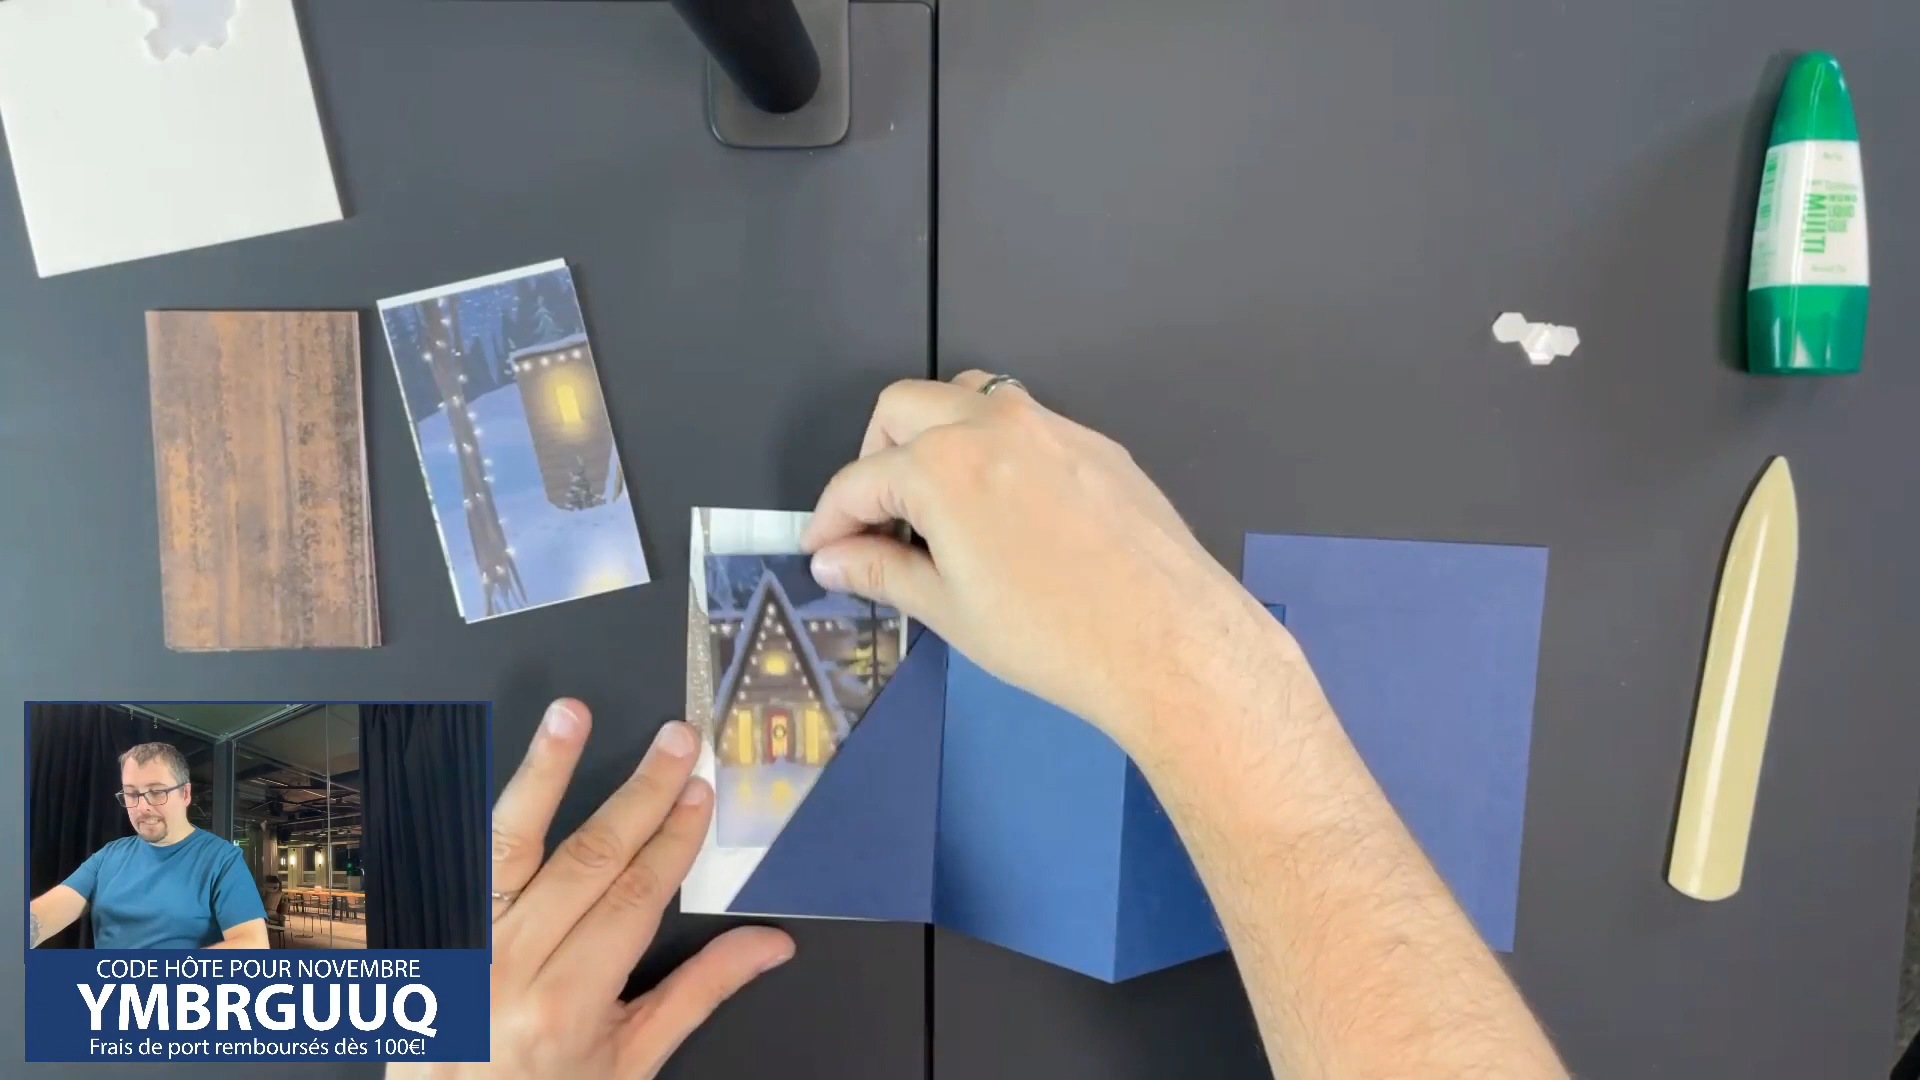 MULTI
CODE HÔTE POUR NOVEMBRE
YMBRGUUQ
Frais de port remboursés dès 100€!